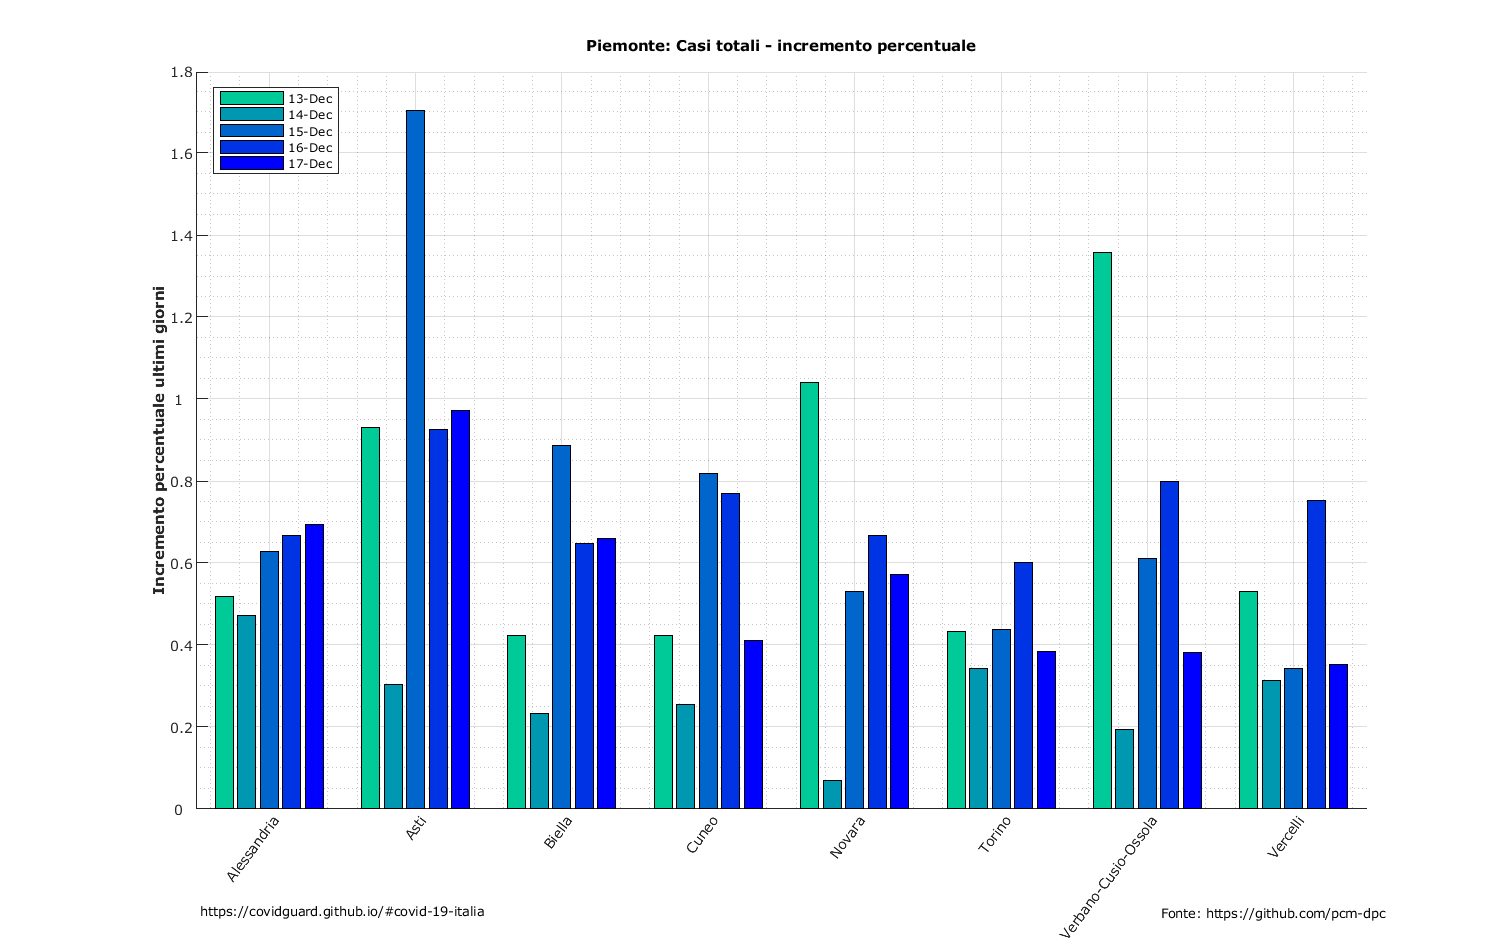 Piemonte: Casi totali - incremento percentuale
1.8
1.6
1.4
1.2
1
0.8
0.6
0.4
0.2
0
Incremento percentuale ultimi giorni
13-Dec
14-Dec
15-Dec
16-Dec
17-Dec
Alessandria
Asti
Biella
Cuneo
Novara
Torino
Verbano-Cusio-Ossola
Vercelli
https://covidguard.github.io/#covid-19-italia
Fonte: https://github.com/pcm-dpc